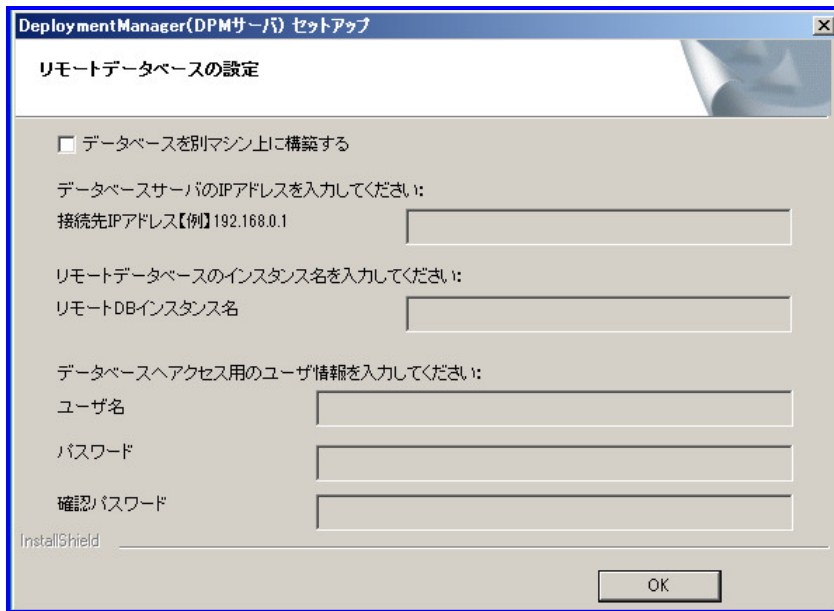 DeploymentManager(DPMサーバ) セットアップ
リモートデータベースの設定
データベースを別マシン上に構築する
データベースサーバのIPアドレスを入力してください:
接続先IPアドレス【例】192.168.0.1
リモートデータベースのインスタンス名を入力してください:
リモートDBインスタンス名
データベースへアクセス用のユーザ情報を入力してください:
ユーザ名
パスワード
確認パスワード
InstallShield
OK